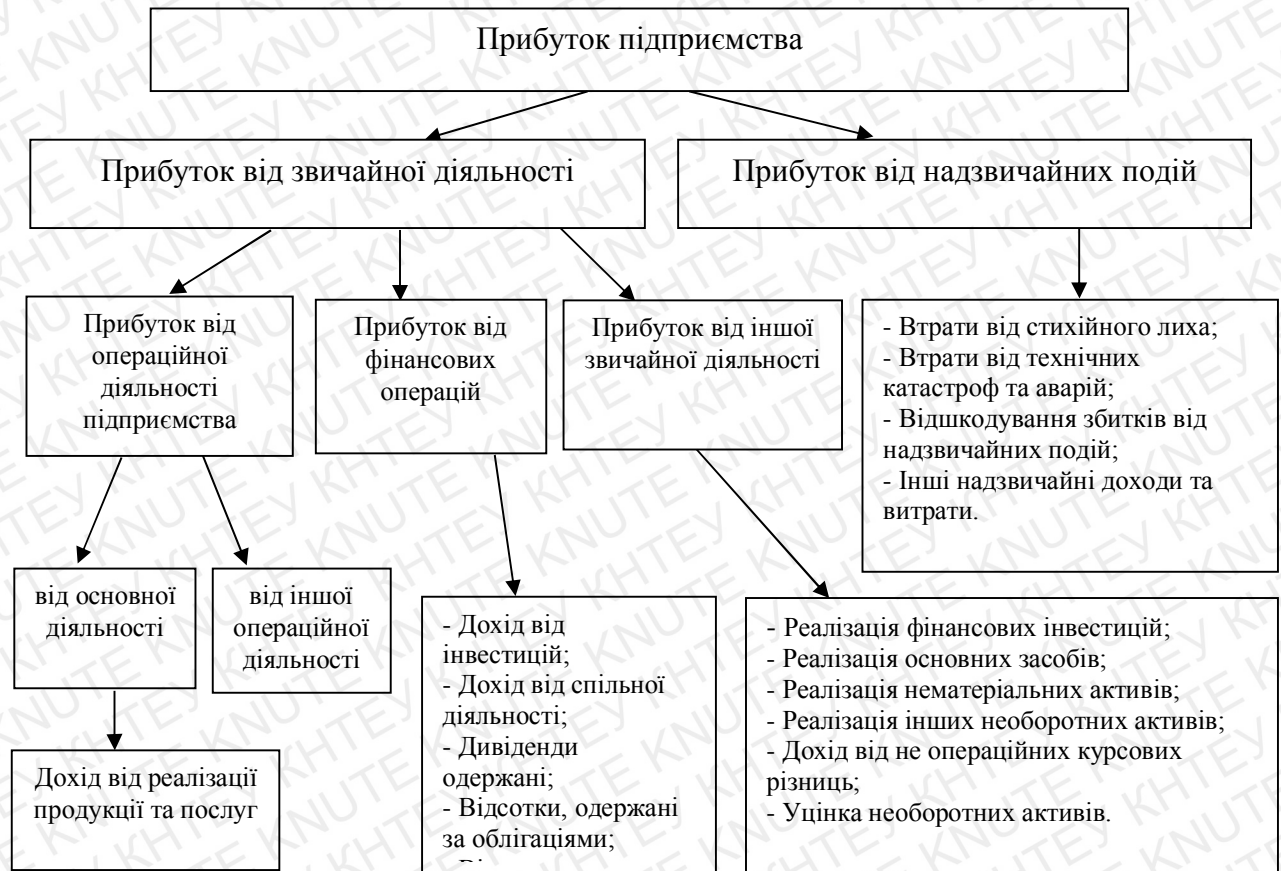 Прибуток підприємства
Прибуток від звичайної діяльності
Прибуток від надзвичайних подій
Прибуток від
операційної
діяльності
підприємства
Прибуток від
фінансових
операцій
Прибуток від іншої
звичайної діяльності
- Втрати від стихійного лиха;
- Втрати від технічних
катастроф та аварій;
- Відшкодування збитків від
надзвичайних подій;
- Інші надзвичайні доходи та
витрати.
від основної
діяльності
від іншої
операційної
діяльності
- Дохід від
інвестицій;
- Дохід від спільної
діяльності;
- Дивіденди
одержані;
- Відсотки, одержані
за облігаціями;
- Реалізація фінансових інвестицій;
- Реалізація основних засобів;
- Реалізація нематеріальних активів;
- Реалізація інших необоротних активів;
- Дохід від не операційних курсових
різниць;
- Уцінка необоротних активів.
Дохід від реалізації
продукції та послуг